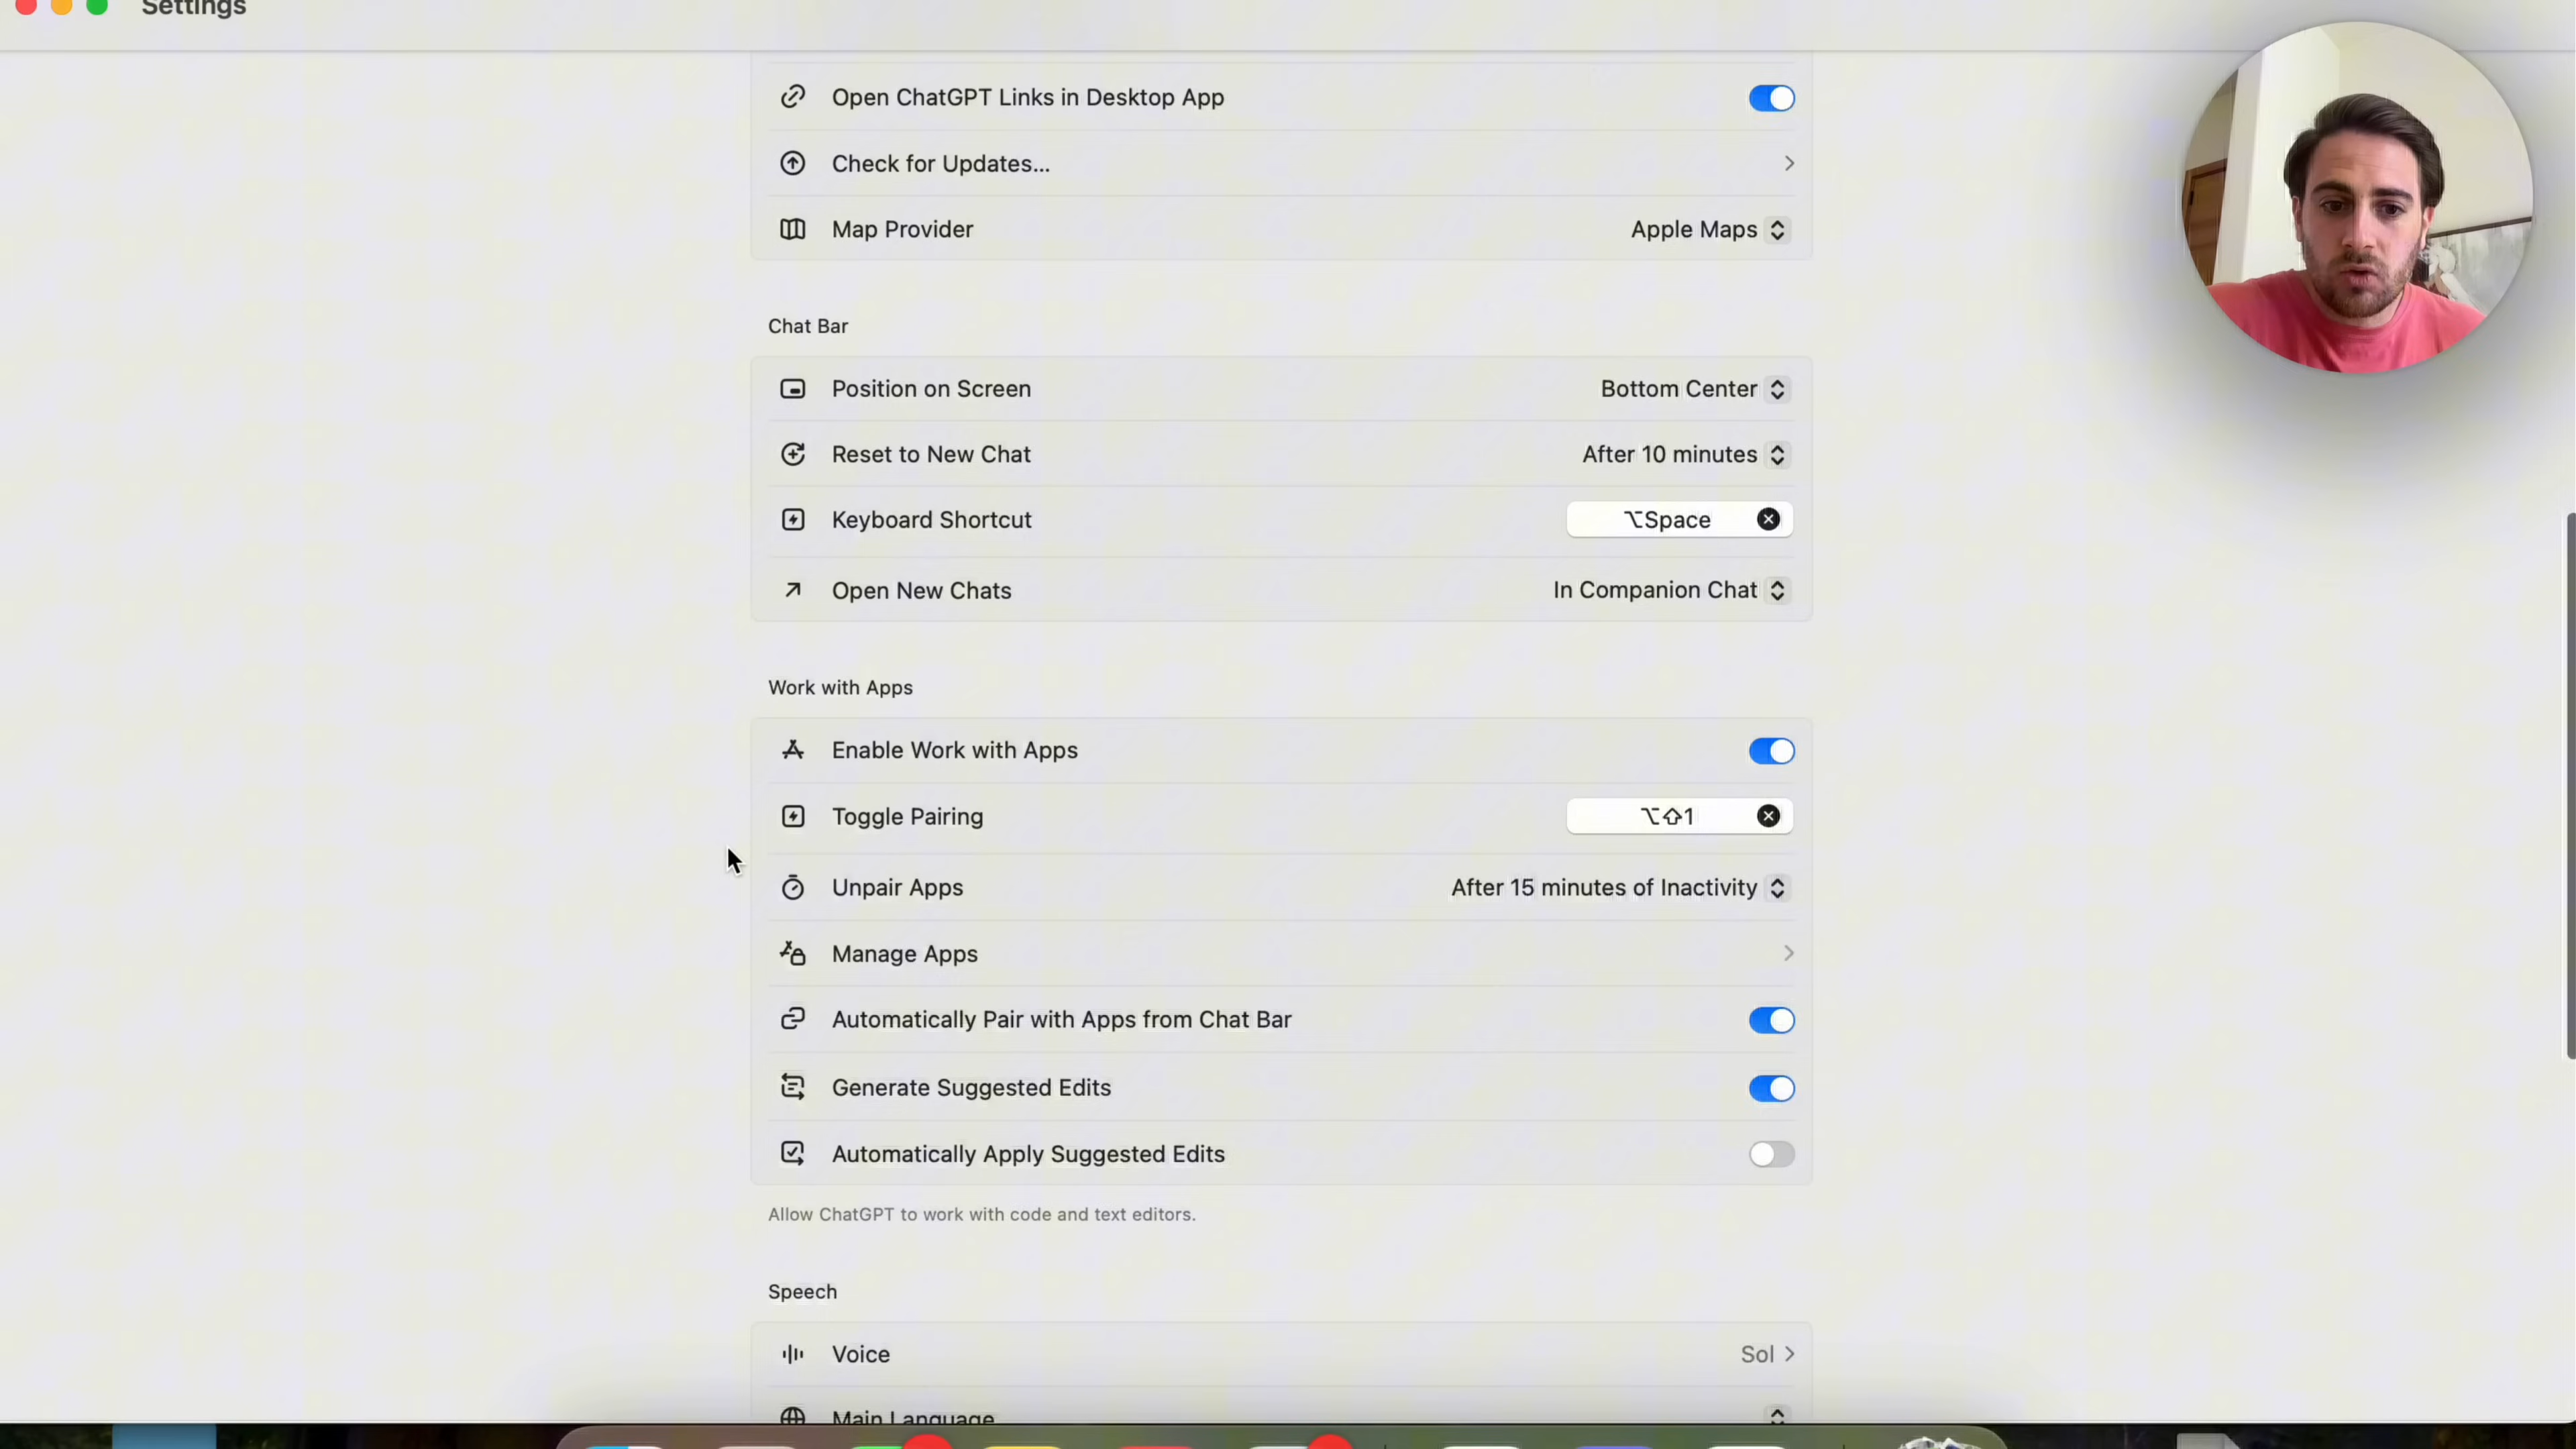 Settings
Open ChatGPT Links in Desktop App
Check for Updates...
Map Provider Apple Maps
Chat Bar
Position on Screen Bottom Center
Reset to New Chat After 10 minutes
Keyboard Shortcut ⌥Space
Open New Chats In Companion Chat
Work with Apps
Enable Work with Apps
Toggle Pairing ⌥⇧1
Unpair Apps After 15 minutes of Inactivity
Manage Apps
Automatically Pair with Apps from Chat Bar
Generate Suggested Edits
Automatically Apply Suggested Edits
Allow ChatGPT to work with code and text editors.
Speech
Voice Sol
Main Language